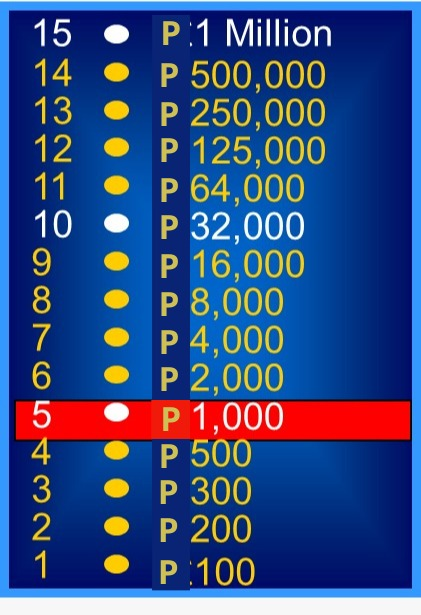 15 P 1 Million
14 P 500,000
13 P 250,000
12 P 125,000
11 P 64,000
10 P 32,000
9 P 16,000
8 P 8,000
7 P 4,000
6 P 2,000
5 P 1,000
4 P 500
3 P 300
2 P 200
1 P 100